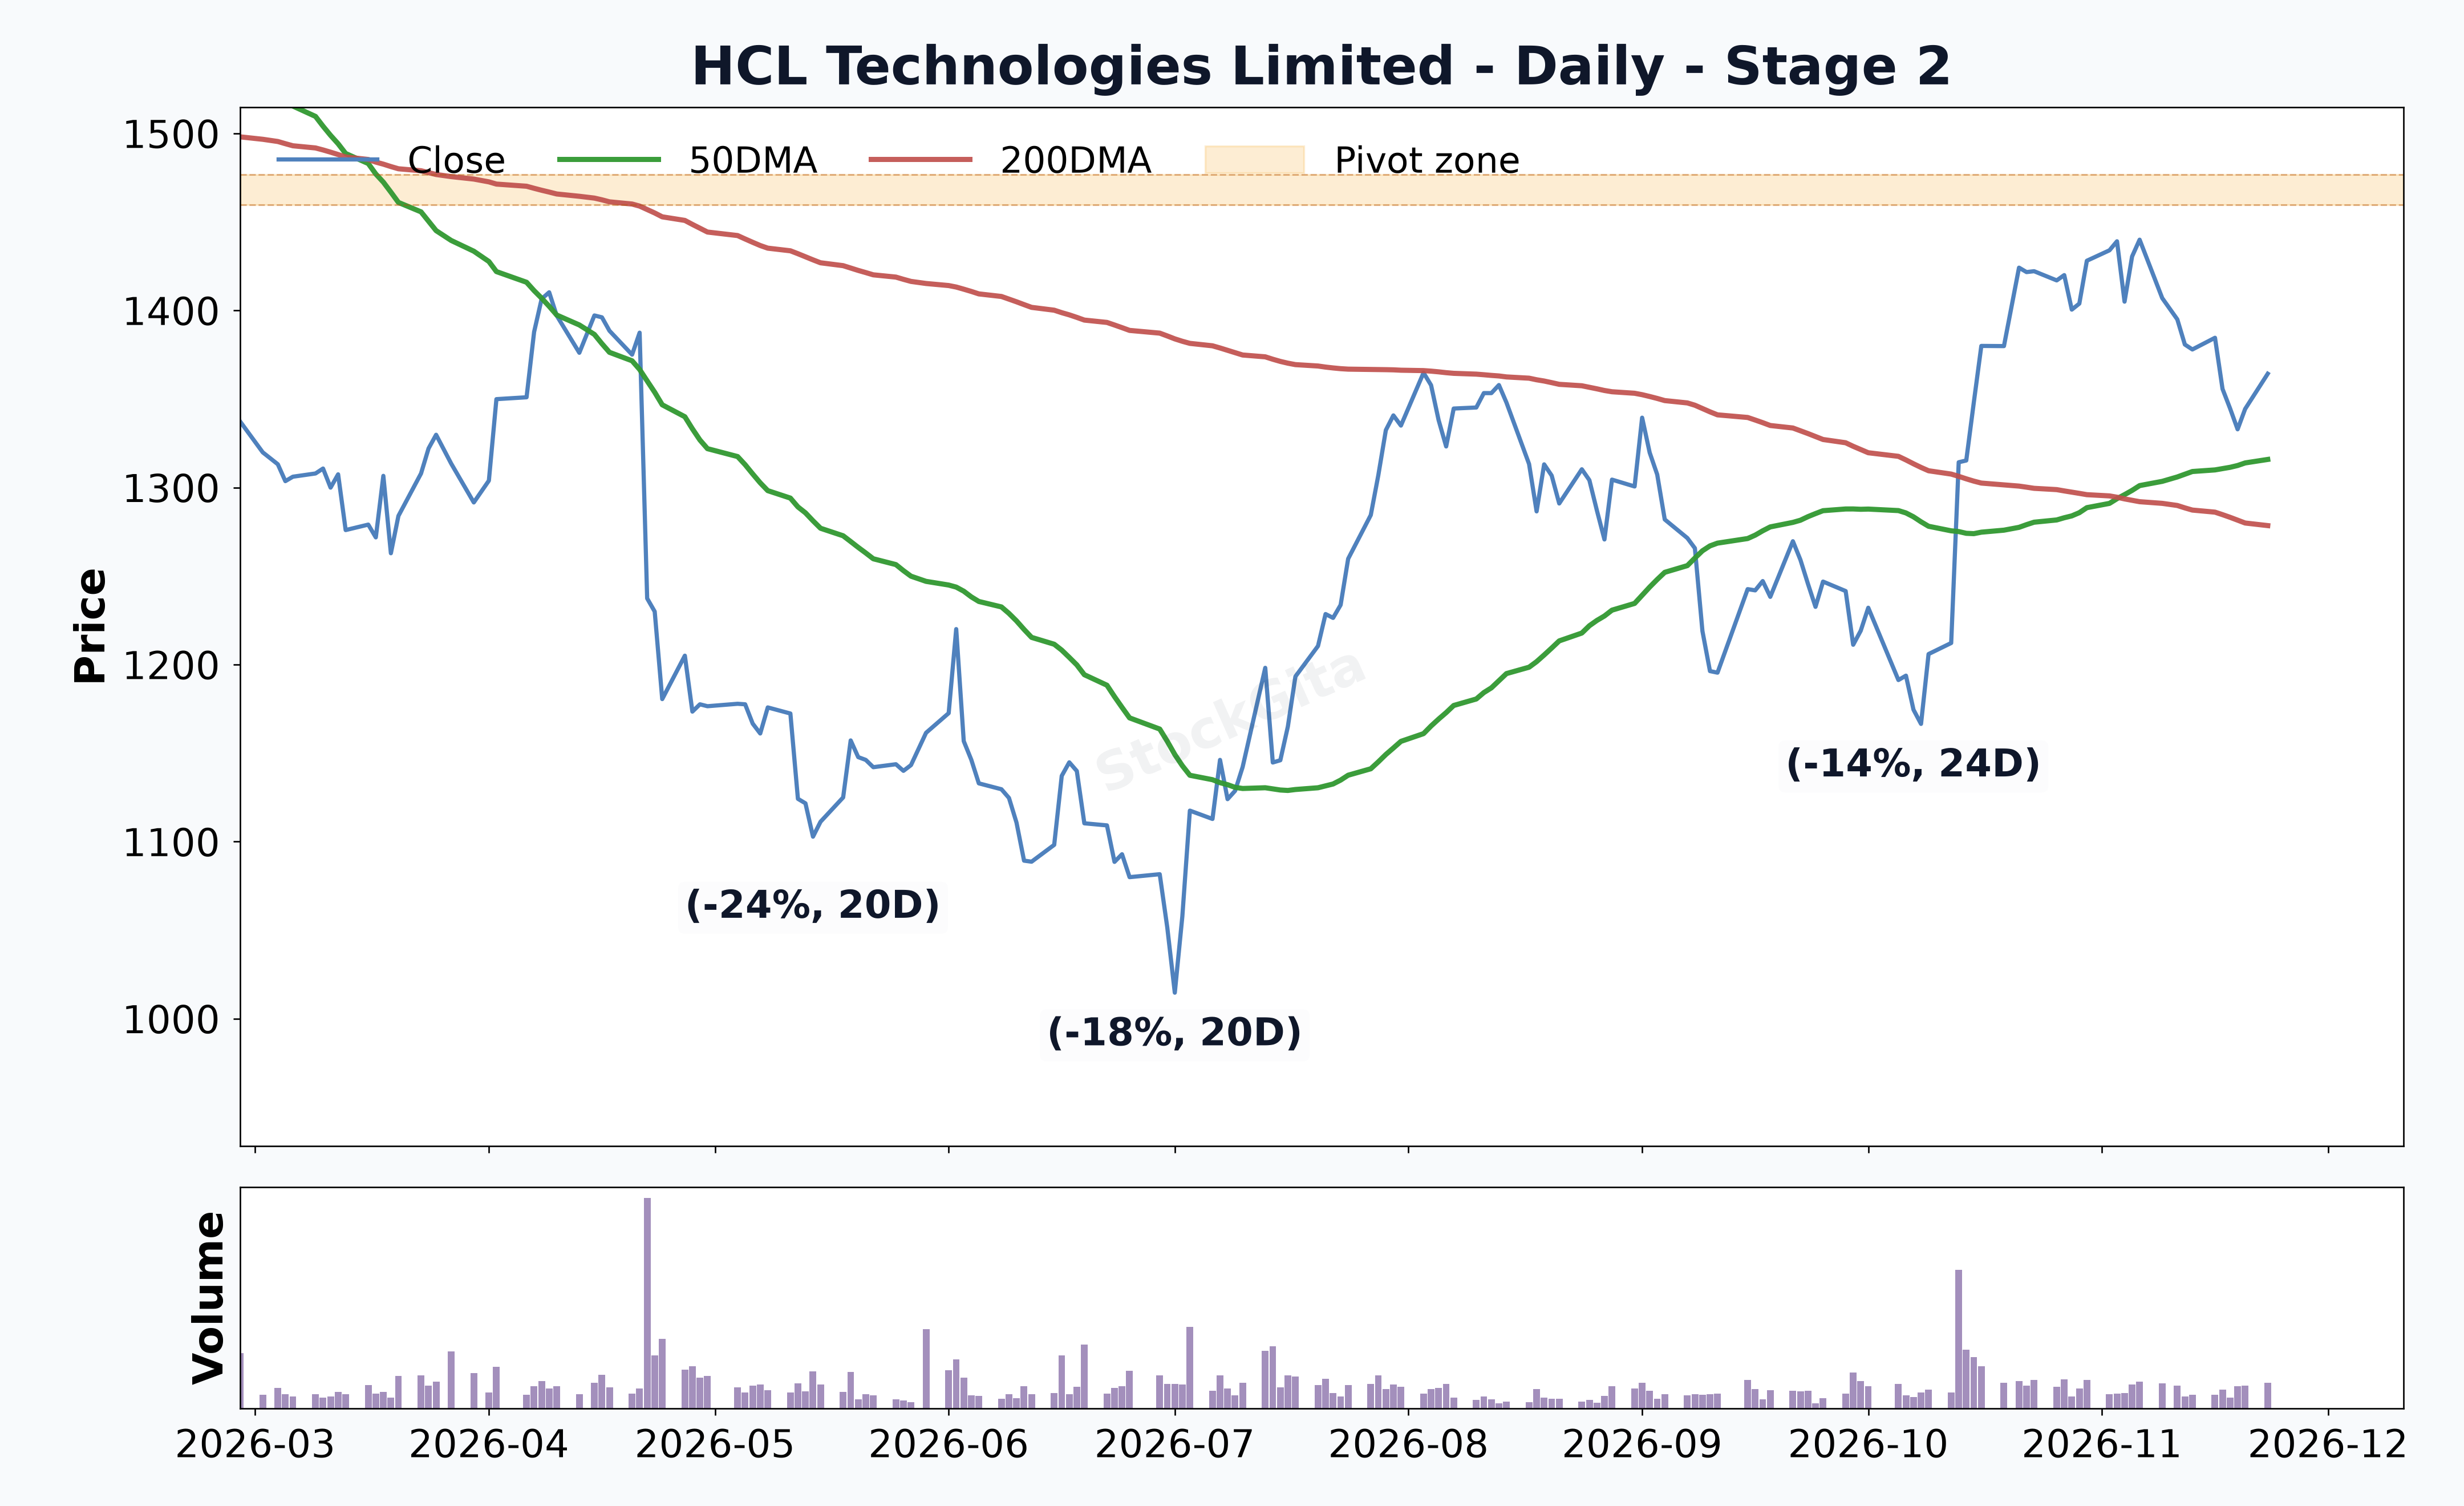 HCL Technologies Limited - Daily - Stage 2
Close 50DMA 200DMA Pivot zone
Price
1500
1400
1300
1200
1100
1000
StockGita
(-24%, 20D)
(-18%, 20D)
(-14%, 24D)
Volume
2026-03 2026-04 2026-05 2026-06 2026-07 2026-08 2026-09 2026-10 2026-11 2026-12